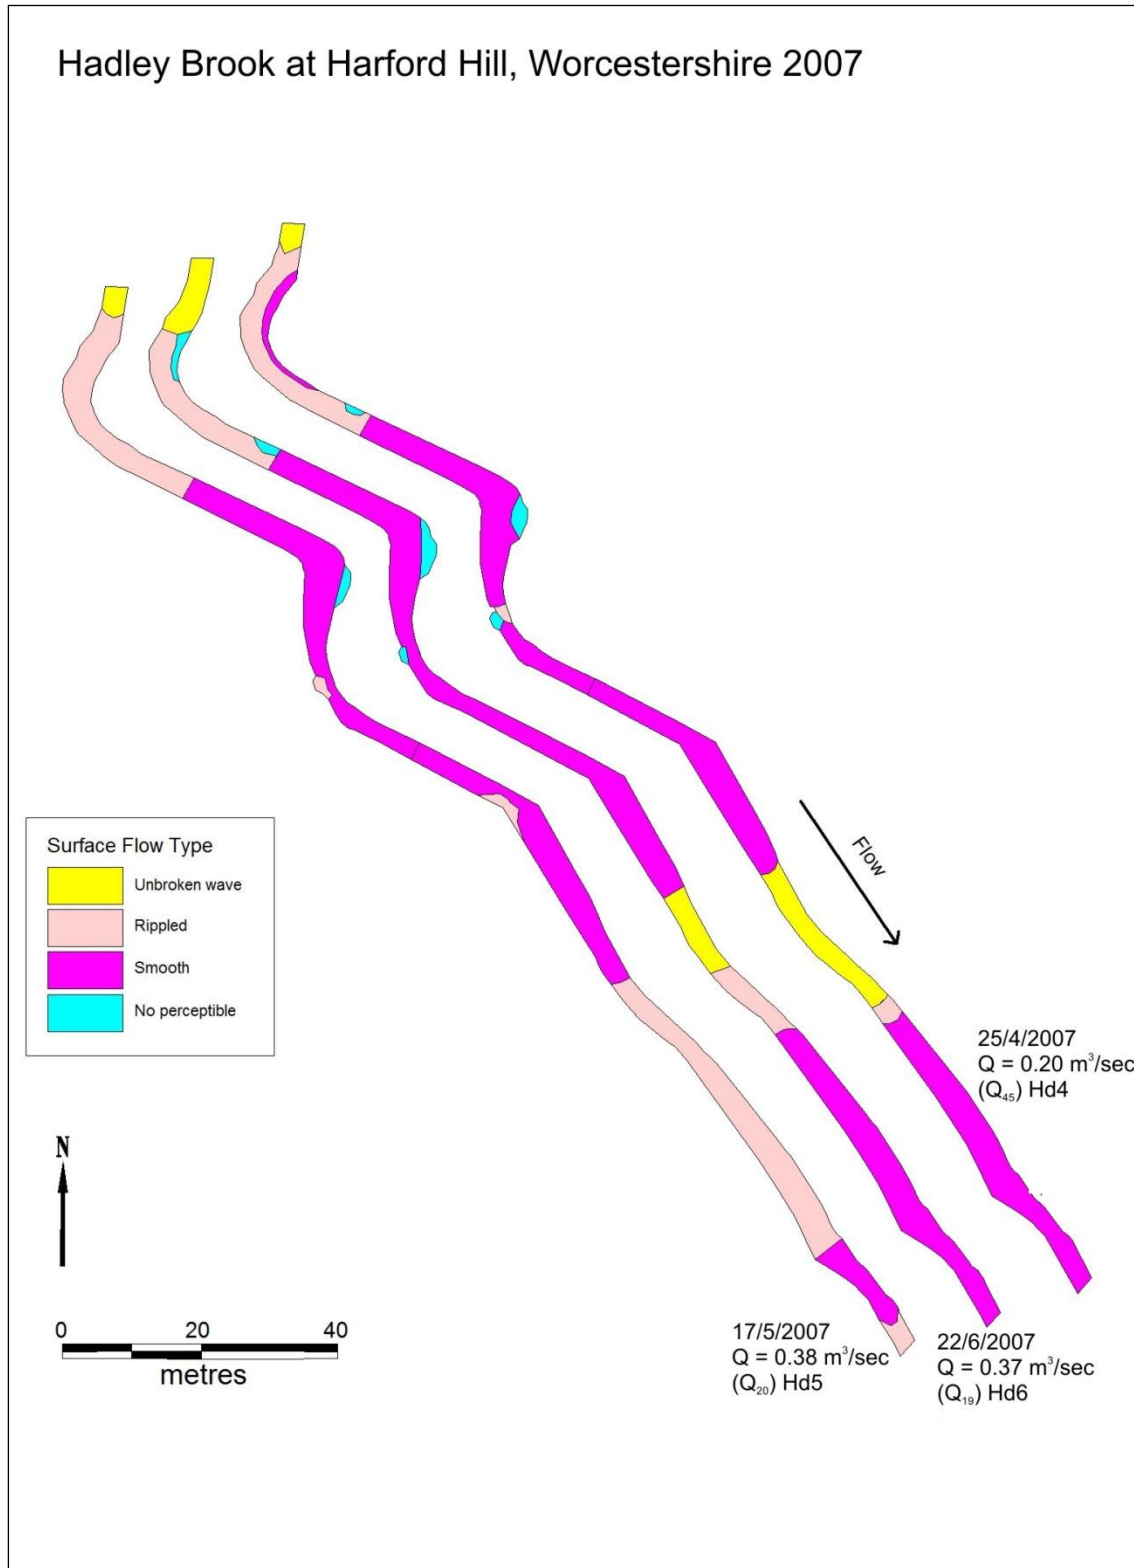 Hadley Brook at Harford Hill, Worcestershire 2007
Flow
Surface Flow Type
Unbroken wave
Rippled
Smooth
No perceptible
25/4/2007
Q = 0.20 m³/sec
(Q₄₅) Hd4
N
0 20 40
metres
17/5/2007
Q = 0.38 m³/sec
(Q₂₀) Hd5
22/6/2007
Q = 0.37 m³/sec
(Q₁₉) Hd6